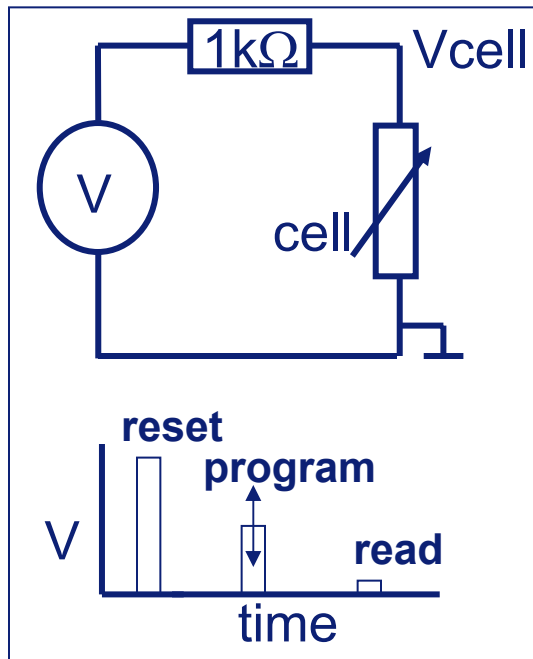 1kΩ
Vcell
V
cell
reset
program
V
read
time